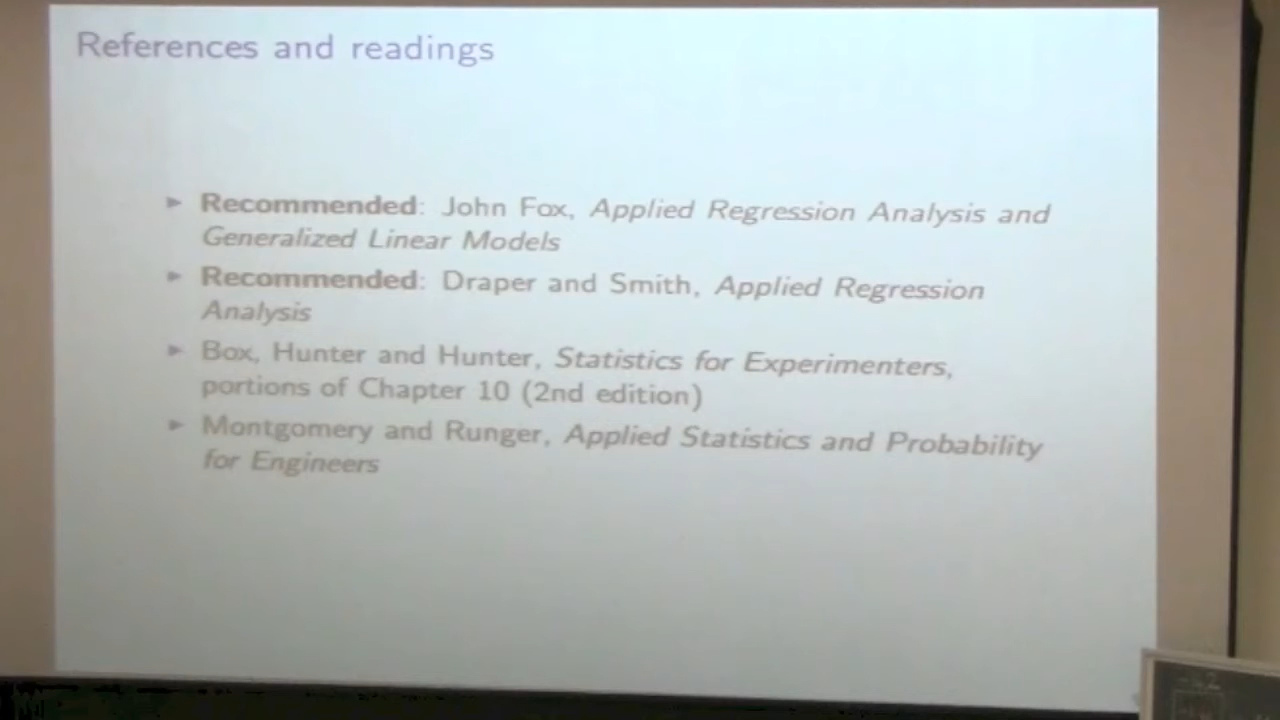 References and readings
► Recommended: John Fox, Applied Regression Analysis and
Generalized Linear Models
► Recommended: Draper and Smith, Applied Regression
Analysis
► Box, Hunter and Hunter, Statistics for Experimenters,
portions of Chapter 10 (2nd edition)
► Montgomery and Runger, Applied Statistics and Probability
for Engineers